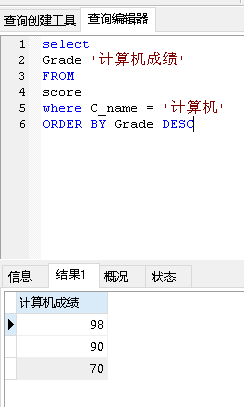 查询创建工具 查询编辑器
1 select
2 Grade '计算机成绩'
3 FROM
4 score
5 where C_name = '计算机'
6 ORDER BY Grade DESC
信息 结果1 概况 状态
计算机成绩
98
90
70